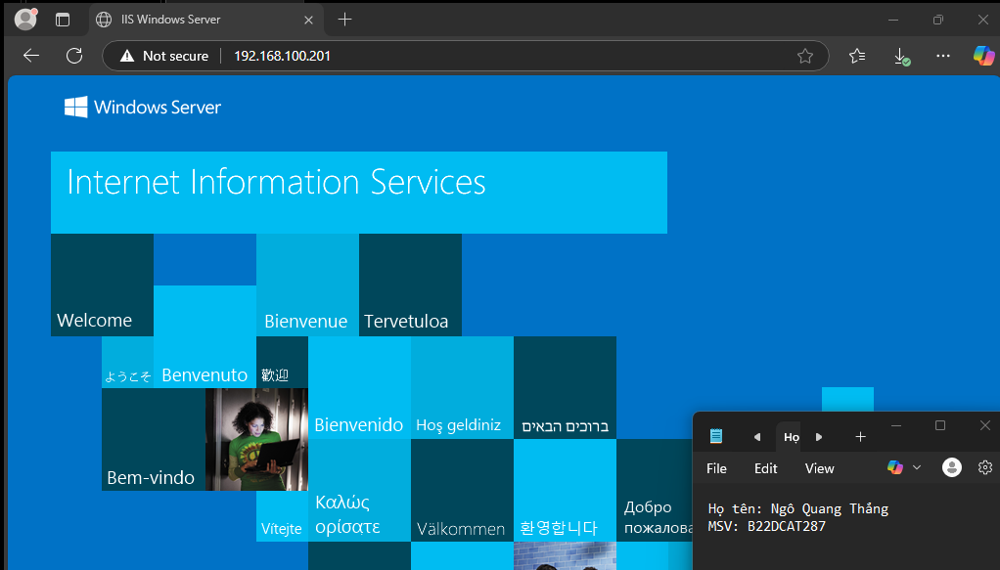 IIS Windows Server
Not secure
192.168.100.201
Windows Server
Internet Information Services
Welcome
Bienvenue
Tervetuloa
ようこそ
Benvenuto
歡迎
Bienvenido
Hoş geldiniz
ברוכים הבאים
Bem-vindo
Vítejte
Καλώς
ορίσατε
Välkommen
환영합니다
Добро
пожалова
Họ
File
Edit
View
Họ tên: Ngô Quang Thắng
MSV: B22DCAT287